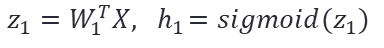 z₁ = W₁ᵀX, h₁ = sigmoid(z₁)